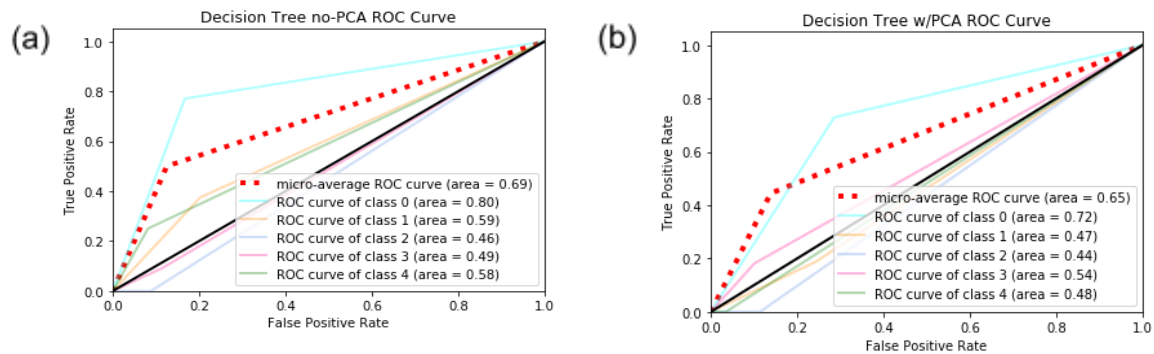 (a)
Decision Tree no-PCA ROC Curve
True Positive Rate
1.0
0.8
0.6
0.4
0.2
0.0
micro-average ROC curve (area = 0.69)
ROC curve of class 0 (area = 0.80)
ROC curve of class 1 (area = 0.59)
ROC curve of class 2 (area = 0.46)
ROC curve of class 3 (area = 0.49)
ROC curve of class 4 (area = 0.58)
0.0 0.2 0.4 0.6 0.8 1.0
False Positive Rate
(b)
Decision Tree w/PCA ROC Curve
True Positive Rate
1.0
0.8
0.6
0.4
0.2
0.0
micro-average ROC curve (area = 0.65)
ROC curve of class 0 (area = 0.72)
ROC curve of class 1 (area = 0.47)
ROC curve of class 2 (area = 0.44)
ROC curve of class 3 (area = 0.54)
ROC curve of class 4 (area = 0.48)
0.0 0.2 0.4 0.6 0.8 1.0
False Positive Rate